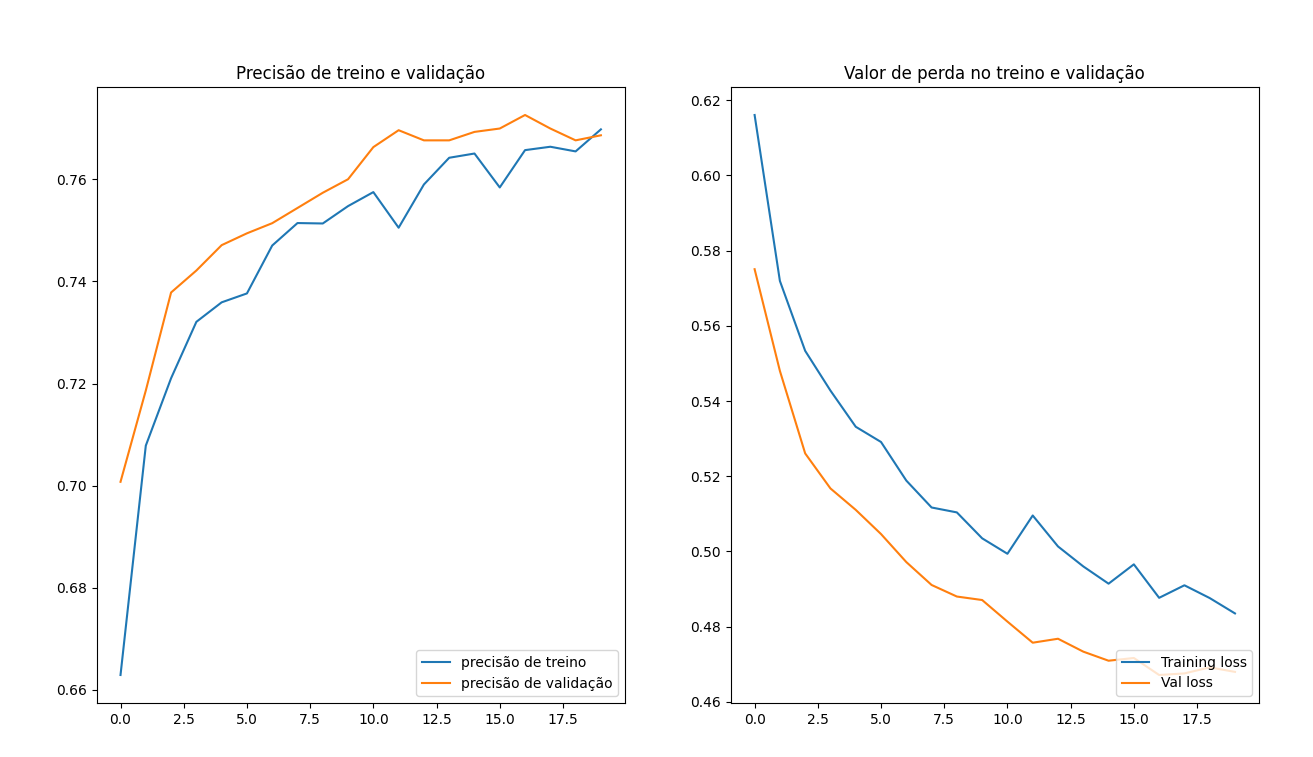 Precisão de treino e validação
0.76
0.74
0.72
0.70
0.68
0.66
0.0 2.5 5.0 7.5 10.0 12.5 15.0 17.5
precisão de treino
precisão de validação
Valor de perda no treino e validação
0.62
0.60
0.58
0.56
0.54
0.52
0.50
0.48
0.46
0.0 2.5 5.0 7.5 10.0 12.5 15.0 17.5
Training loss
Val loss